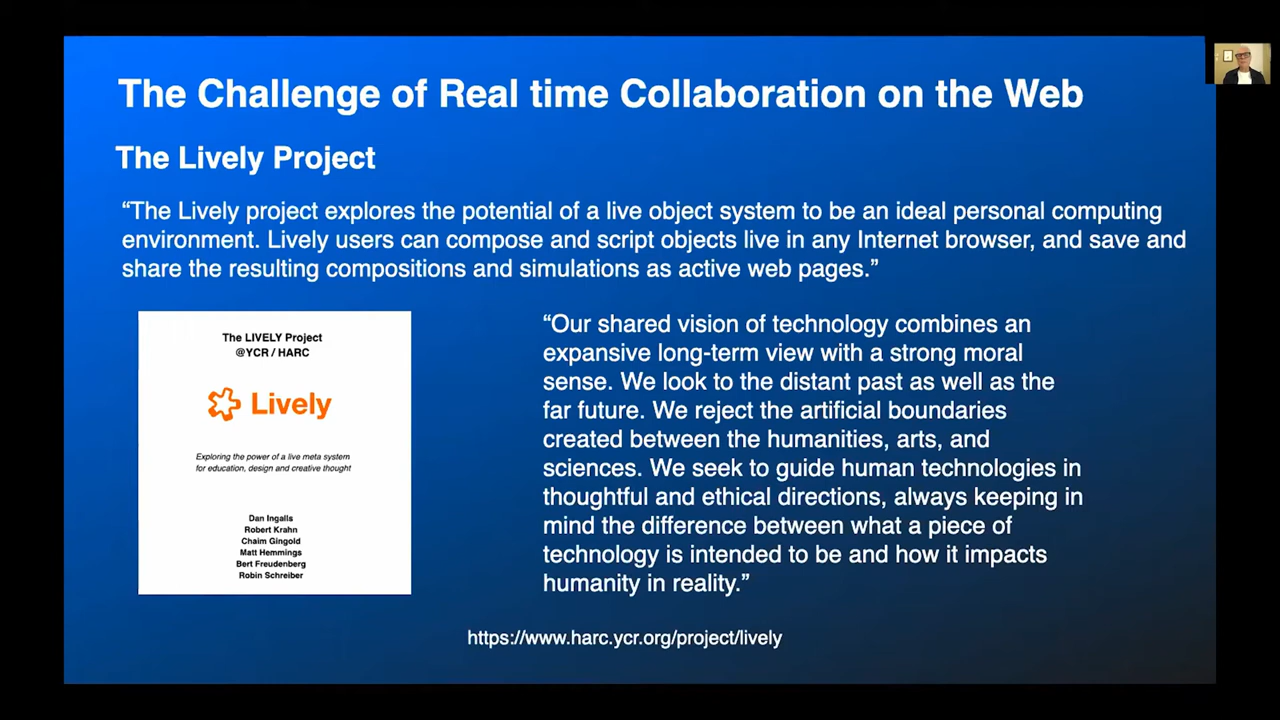 The Challenge of Real time Collaboration on the Web
The Lively Project
“The Lively project explores the potential of a live object system to be an ideal personal computing
environment. Lively users can compose and script objects live in any Internet browser, and save and
share the resulting compositions and simulations as active web pages.”
The LIVELY Project
@YCR / HARC
Lively
Exploring the power of a live meta system
for education, design and creative thought
Dan Ingalls
Robert Krahn
Chaim Gingold
Matt Hemmings
Bert Freudenberg
Robin Schreiber
“Our shared vision of technology combines an
expansive long-term view with a strong moral
sense. We look to the distant past as well as the
far future. We reject the artificial boundaries
created between the humanities, arts, and
sciences. We seek to guide human technologies in
thoughtful and ethical directions, always keeping in
mind the difference between what a piece of
technology is intended to be and how it impacts
humanity in reality.”
https://www.harc.ycr.org/project/lively